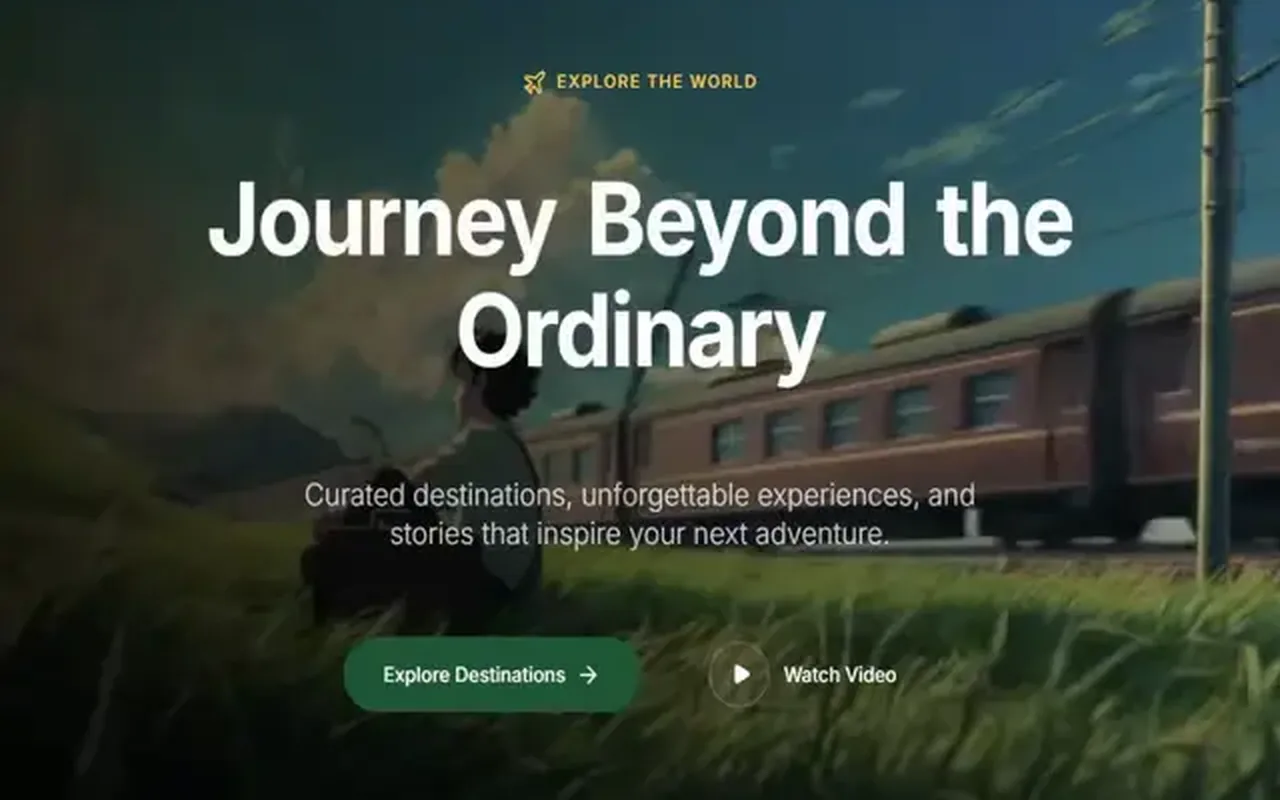 EXPLORE THE WORLD
Journey Beyond the
Ordinary
Curated destinations, unforgettable experiences, and
stories that inspire your next adventure.
Explore Destinations →
Watch Video